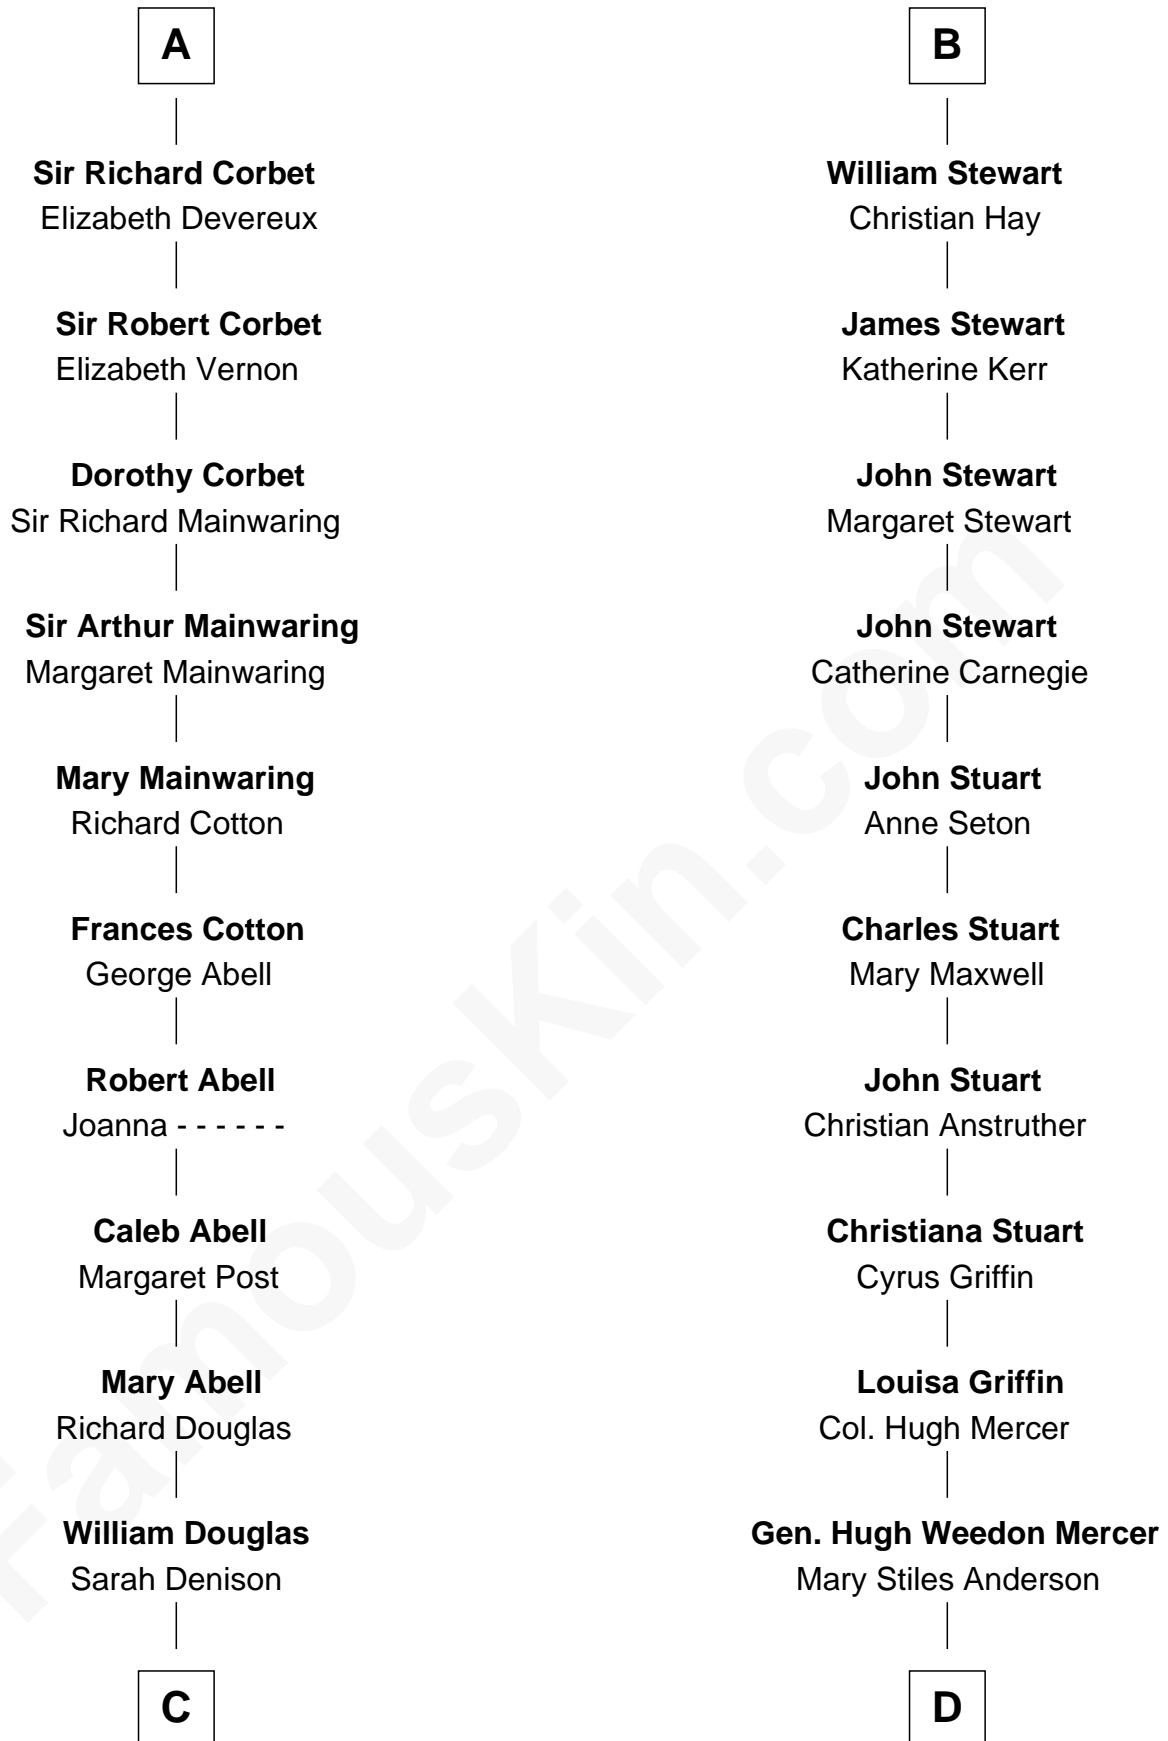 A
Sir Richard Corbet
Elizabeth Devereux
Sir Robert Corbet
Elizabeth Vernon
Dorothy Corbet
Sir Richard Mainwaring
Sir Arthur Mainwaring
Margaret Mainwaring
Mary Mainwaring
Richard Cotton
Frances Cotton
George Abell
Robert Abell
Joanna - - - - - -
Caleb Abell
Margaret Post
Mary Abell
Richard Douglas
William Douglas
Sarah Denison
C
B
William Stewart
Christian Hay
James Stewart
Katherine Kerr
John Stewart
Margaret Stewart
John Stewart
Catherine Carnegie
John Stuart
Anne Seton
Charles Stuart
Mary Maxwell
John Stuart
Christian Anstruther
Christiana Stuart
Cyrus Griffin
Louisa Griffin
Col. Hugh Mercer
Gen. Hugh Weedon Mercer
Mary Stiles Anderson
D
FamousKin.com